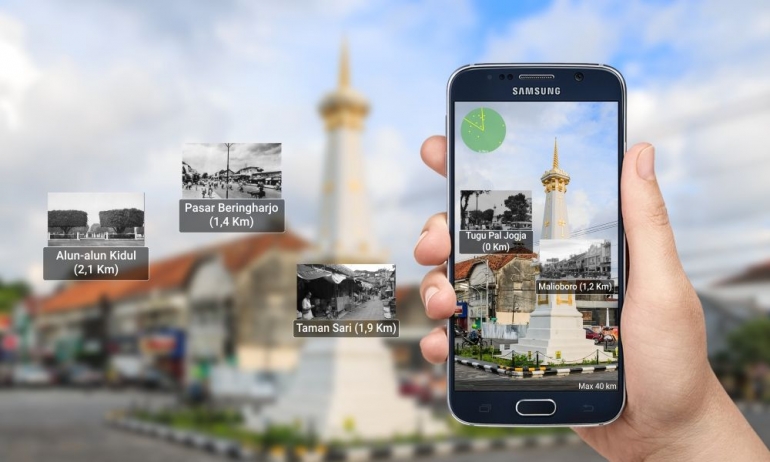 SAMSUNG
Pasar Beringharjo
(1,4 Km)
Alun-alun Kidul
(2,1 Km)
Taman Sari (1,9 Km)
Tugu Pal Jogja
(0 Km)
Malioboro (1,2 Km)
Max 40 km